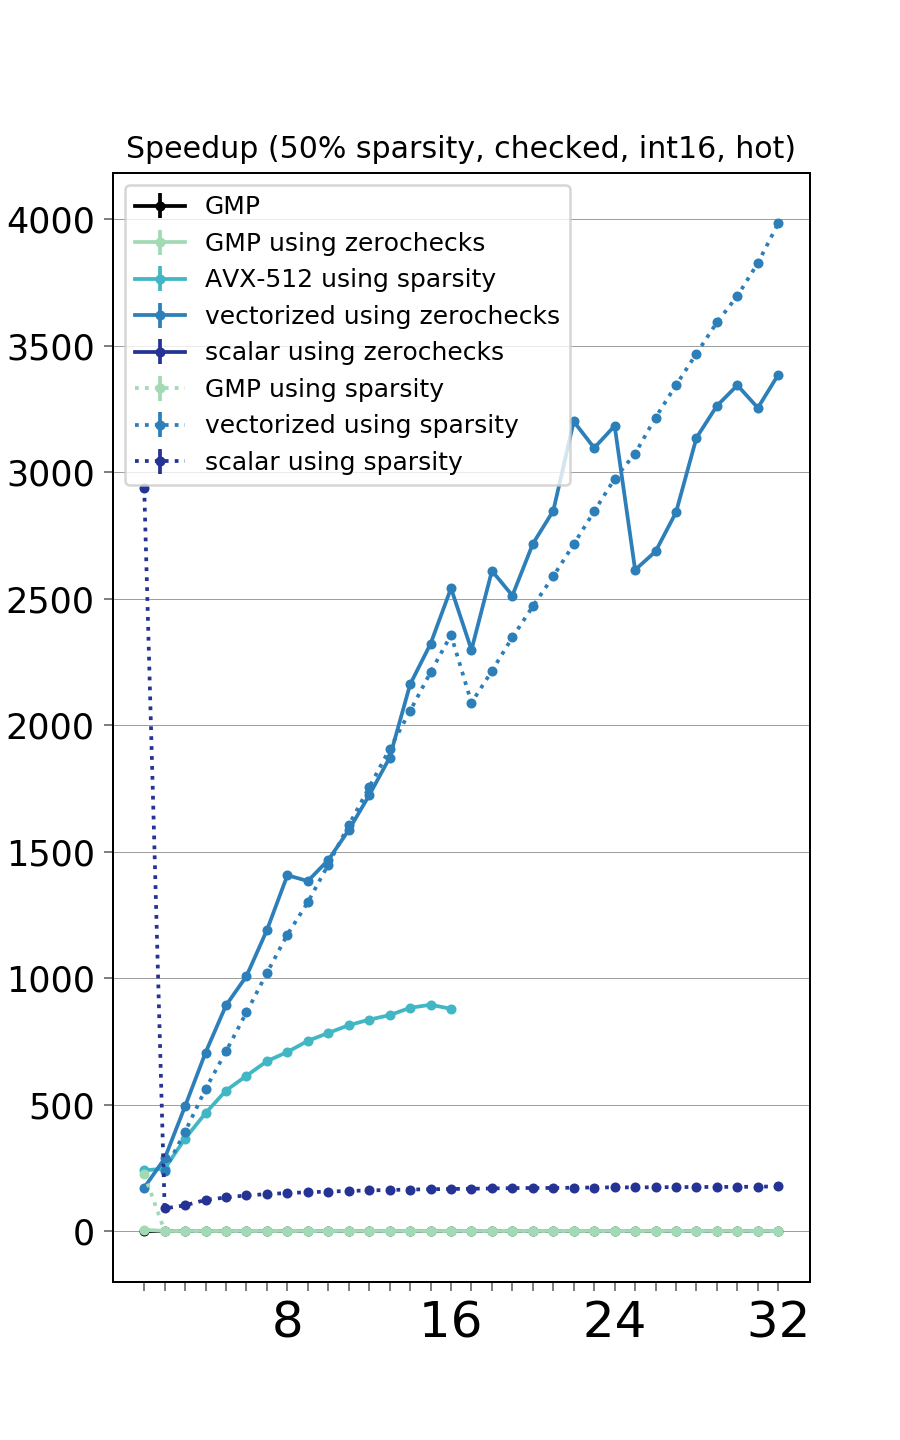 Speedup (50% sparsity, checked, int16, hot)
GMP
GMP using zerochecks
AVX-512 using sparsity
vectorized using zerochecks
scalar using zerochecks
GMP using sparsity
vectorized using sparsity
scalar using sparsity
4000
3500
3000
2500
2000
1500
1000
500
0
8 16 24 32